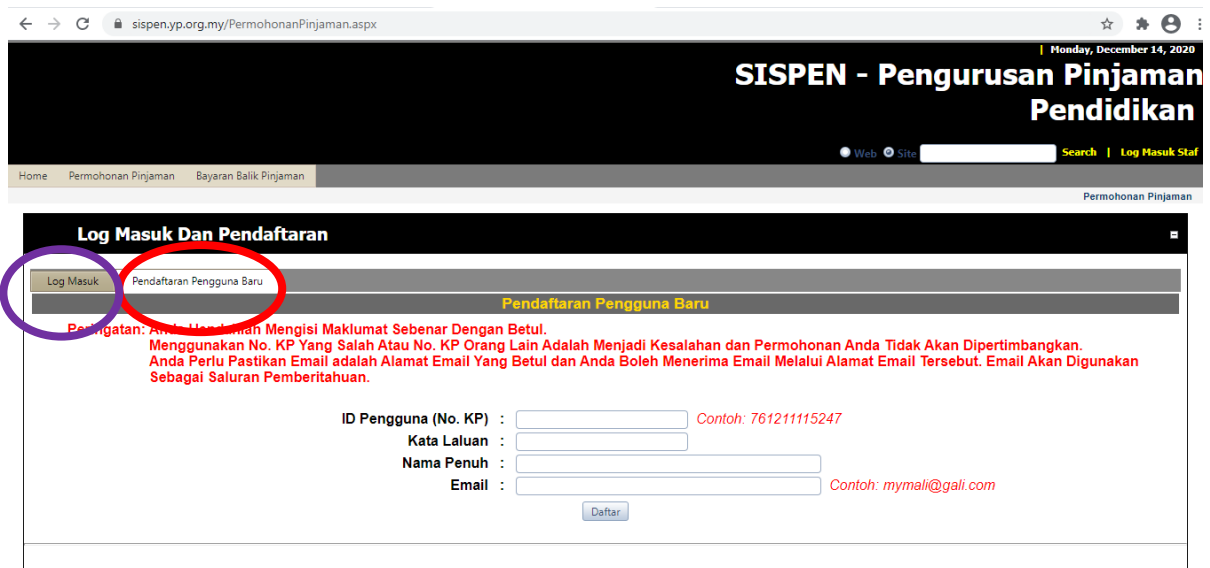 sispen.yp.org.my/PermohonanPinjaman.aspx
| Monday, December 14, 2020
SISPEN - Pengurusan Pinjaman
Pendidikan
Web Site Search | Log Masuk Staf
Home Permohonan Pinjaman Bayaran Balik Pinjaman
Permohonan Pinjaman
Log Masuk Dan Pendaftaran
Log Masuk Pendaftaran Pengguna Baru
Pendaftaran Pengguna Baru
Peringatan: Anda Hendaklah Mengisi Maklumat Sebenar Dengan Betul.
Menggunakan No. KP Yang Salah Atau No. KP Orang Lain Adalah Menjadi Kesalahan dan Permohonan Anda Tidak Akan Dipertimbangkan.
Anda Perlu Pastikan Email adalah Alamat Email Yang Betul dan Anda Boleh Menerima Email Melalui Alamat Email Tersebut. Email Akan Digunakan
Sebagai Saluran Pemberitahuan.
ID Pengguna (No. KP) : Contoh: 761211115247
Kata Laluan :
Nama Penuh :
Email : Contoh: mymali@gali.com
Daftar